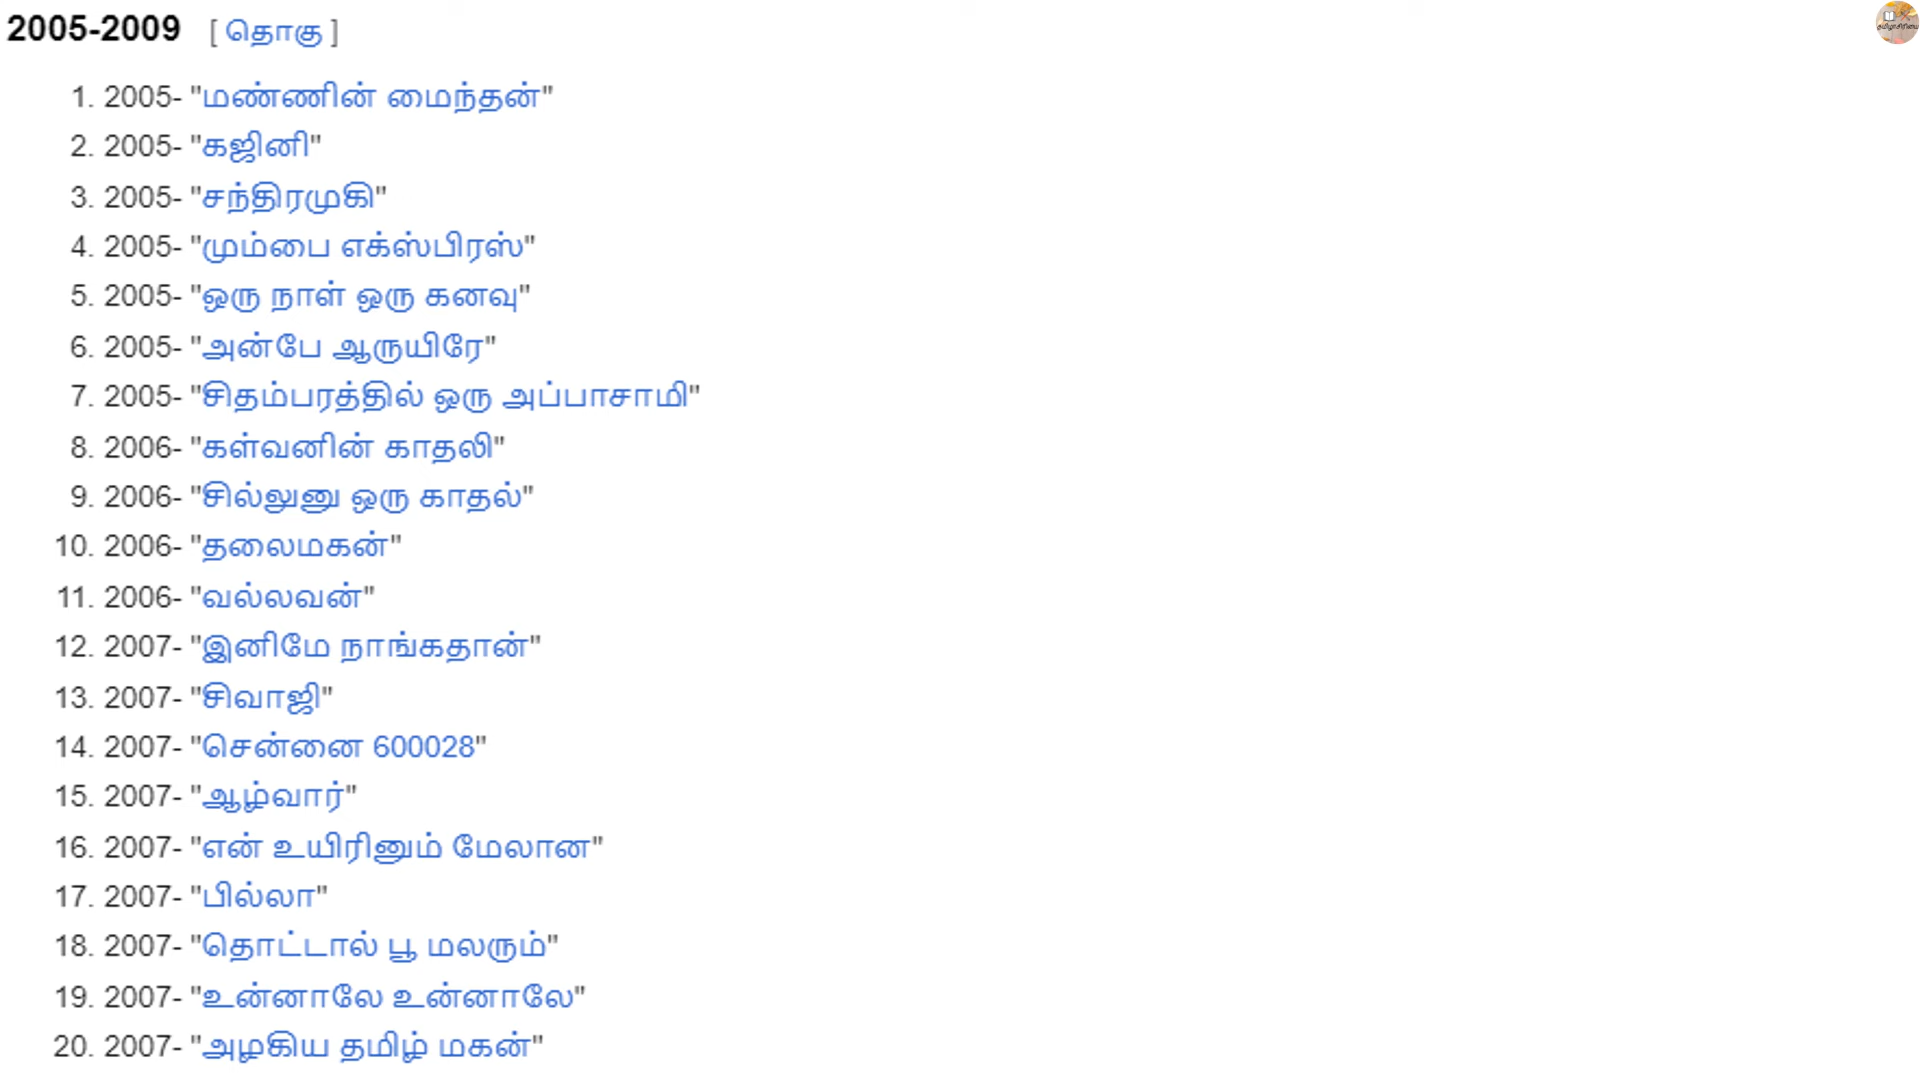 2005-2009 [ தொகு ]
1. 2005- "மண்ணின் மைந்தன்"
2. 2005- "கஜினி"
3. 2005- "சந்திரமுகி"
4. 2005- "மும்பை எக்ஸ்பிரஸ்"
5. 2005- "ஒரு நாள் ஒரு கனவு"
6. 2005- "அன்பே ஆருயிரே"
7. 2005- "சிதம்பரத்தில் ஒரு அப்பாசாமி"
8. 2006- "கள்வனின் காதலி"
9. 2006- "சில்லுனு ஒரு காதல்"
10. 2006- "தலைமகன்"
11. 2006- "வல்லவன்"
12. 2007- "இனிமே நாங்கதான்"
13. 2007- "சிவாஜி"
14. 2007- "சென்னை 600028"
15. 2007- "ஆழ்வார்"
16. 2007- "என் உயிரினும் மேலான"
17. 2007- "பில்லா"
18. 2007- "தொட்டால் பூ மலரும்"
19. 2007- "உன்னாலே உன்னாலே"
20. 2007- "அழகிய தமிழ் மகன்"